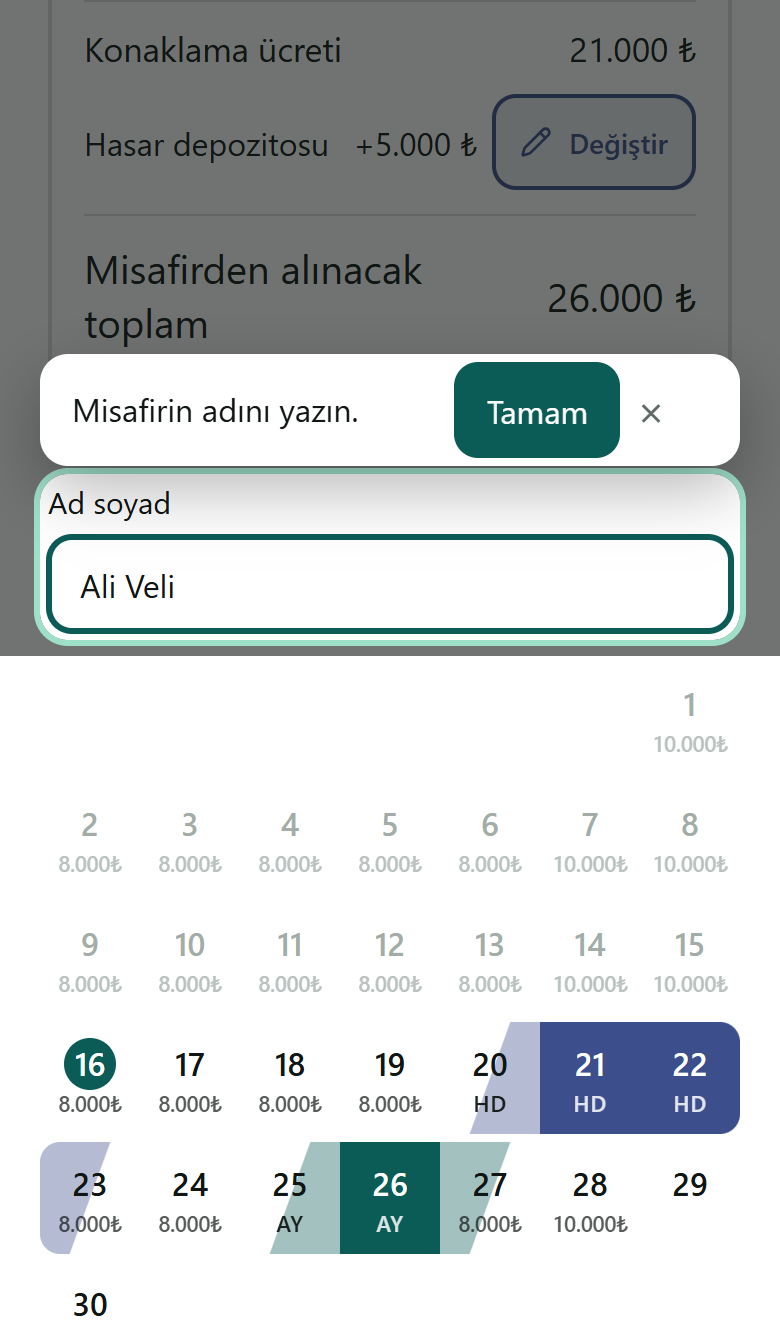 Konaklama ücreti 21.000 ₺
Hasar depozitosu +5.000 ₺ Değiştir
Misafirden alınacak toplam 26.000 ₺
Misafirin adını yazın. Tamam ×
Ad soyad
Ali Veli
1
10.000₺
2 3 4 5 6 7 8
8.000₺ 8.000₺ 8.000₺ 8.000₺ 8.000₺ 10.000₺ 10.000₺
9 10 11 12 13 14 15
8.000₺ 8.000₺ 8.000₺ 8.000₺ 8.000₺ 10.000₺ 10.000₺
16 17 18 19 20 21 22
8.000₺ 8.000₺ 8.000₺ 8.000₺ HD HD HD
23 24 25 26 27 28 29
8.000₺ 8.000₺ AY AY 8.000₺ 10.000₺
30